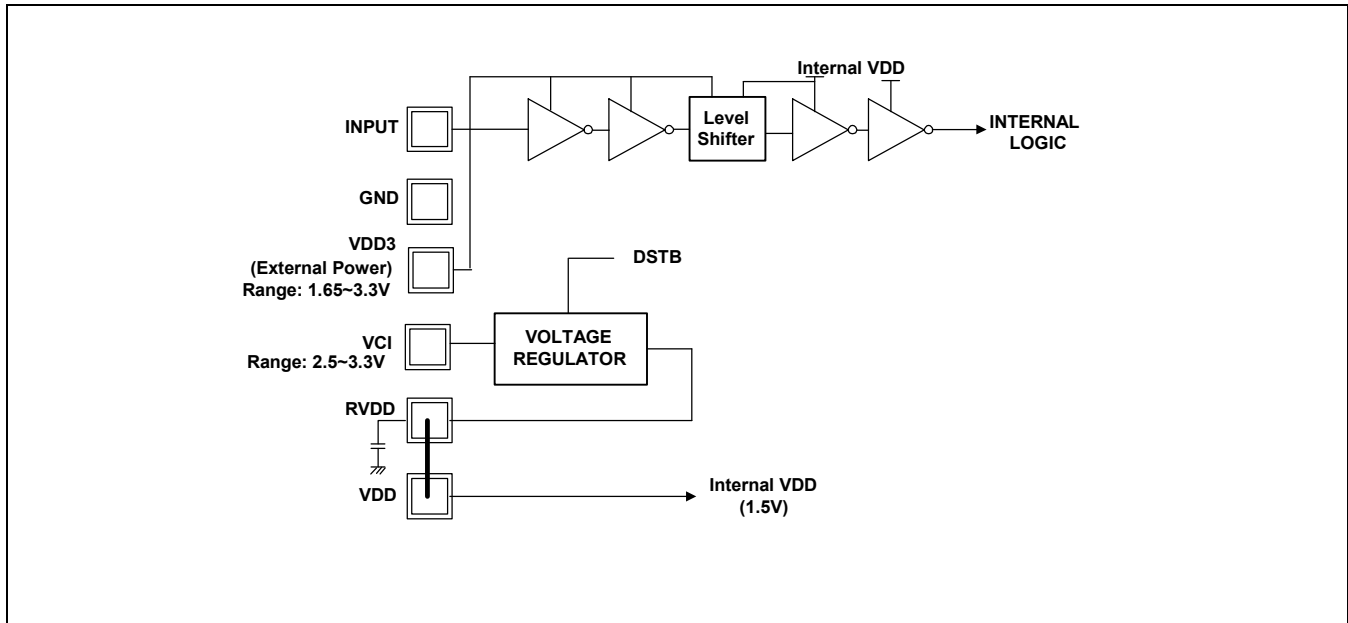 Internal VDD
INPUT
Level
Shifter
INTERNAL
LOGIC
GND
VDD3
(External Power)
Range: 1.65~3.3V
DSTB
VCI
Range: 2.5~3.3V
VOLTAGE
REGULATOR
RVDD
VDD
Internal VDD
(1.5V)